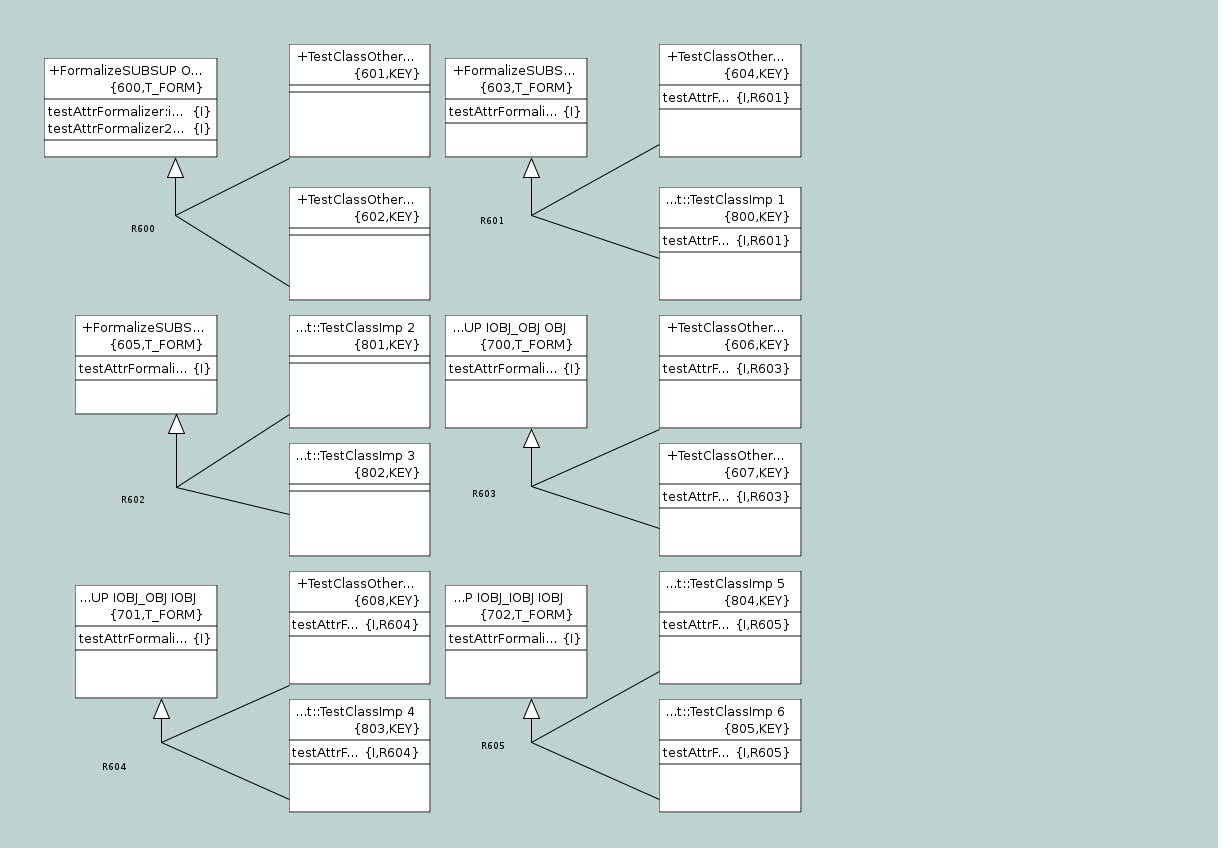 +FormalizeSUBSUP O...
{600,T_FORM}
testAttrFormalizer:i... {I}
testAttrFormalizer2... {I}
+TestClassOther...
{601,KEY}
+TestClassOther...
{602,KEY}
R600
+FormalizeSUBS...
{603,T_FORM}
testAttrFormali... {I}
+TestClassOther...
{604,KEY}
testAttrF... {I,R601}
...t::TestClassImp 1
{800,KEY}
testAttrF... {I,R601}
R601
+FormalizeSUBS...
{605,T_FORM}
testAttrFormali... {I}
...t::TestClassImp 2
{801,KEY}
...t::TestClassImp 3
{802,KEY}
R602
...UP IOBJ_OBJ OBJ
{700,T_FORM}
testAttrFormali... {I}
+TestClassOther...
{606,KEY}
testAttrF... {I,R603}
+TestClassOther...
{607,KEY}
testAttrF... {I,R603}
R603
...UP IOBJ_OBJ IOBJ
{701,T_FORM}
testAttrFormali... {I}
+TestClassOther...
{608,KEY}
testAttrF... {I,R604}
...t::TestClassImp 4
{803,KEY}
testAttrF... {I,R604}
R604
...P IOBJ_IOBJ IOBJ
{702,T_FORM}
testAttrFormali... {I}
...t::TestClassImp 5
{804,KEY}
testAttrF... {I,R605}
...t::TestClassImp 6
{805,KEY}
testAttrF... {I,R605}
R605